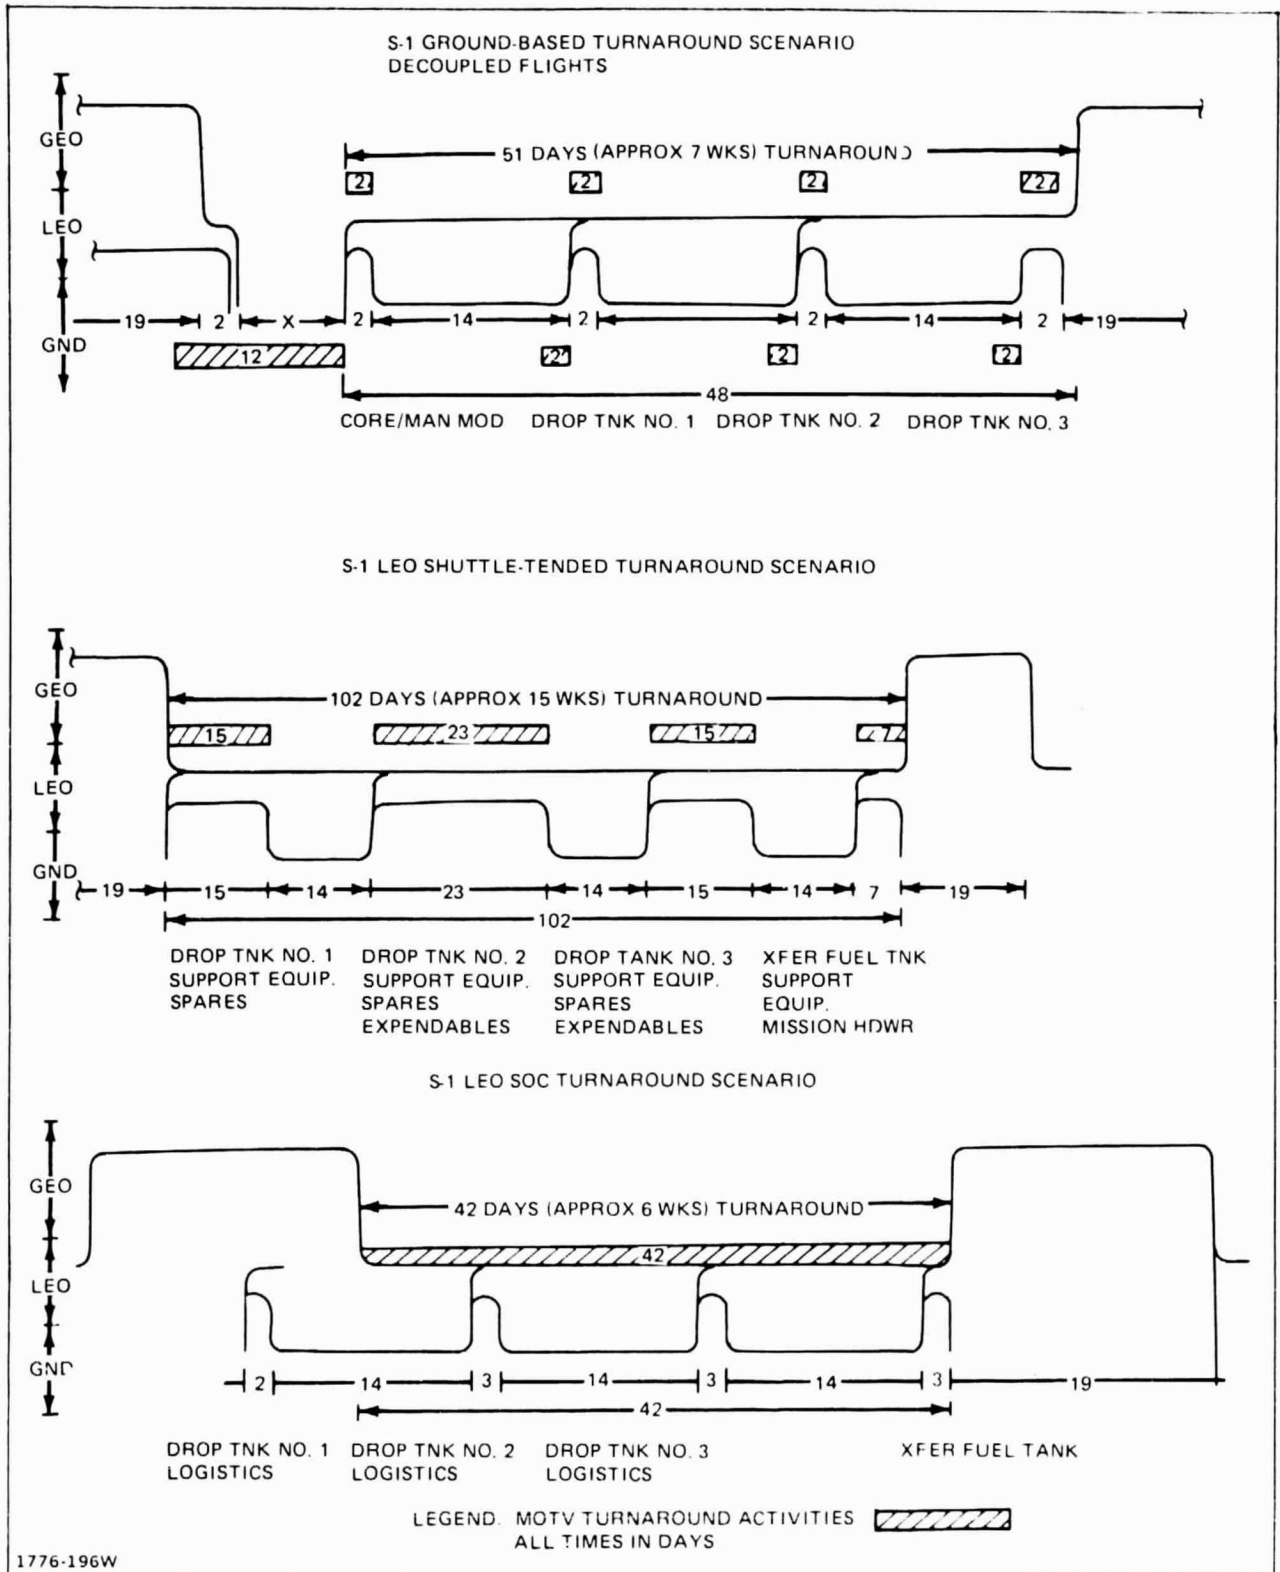 S-1 GROUND-BASED TURNAROUND SCENARIO
DECOUPLED FLIGHTS
GEO
LEO
GND
51 DAYS (APPROX 7 WKS) TURNAROUND
2 2 2 2
19 2 X 2 14 2 2 14 2 19
12 2 2 2
48
CORE/MAN MOD DROP TNK NO. 1 DROP TNK NO. 2 DROP TNK NO. 3
S-1 LEO SHUTTLE-TENDED TURNAROUND SCENARIO
GEO
LEO
GND
102 DAYS (APPROX 15 WKS) TURNAROUND
15 23 15 7
19 15 14 23 14 15 14 7 19
102
DROP TNK NO. 1
SUPPORT EQUIP.
SPARES
DROP TNK NO. 2
SUPPORT EQUIP.
SPARES
EXPENDABLES
DROP TANK NO. 3
SUPPORT EQUIP.
SPARES
EXPENDABLES
XFER FUEL TNK
SUPPORT
EQUIP.
MISSION HDWR
S-1 LEO SOC TURNAROUND SCENARIO
GEO
LEO
GND
42 DAYS (APPROX 6 WKS) TURNAROUND
42
2 14 3 14 3 14 3 19
42
DROP TNK NO. 1
LOGISTICS
DROP TNK NO. 2
LOGISTICS
DROP TNK NO. 3
LOGISTICS
XFER FUEL TANK
LEGEND. MOTV TURNAROUND ACTIVITIES
ALL TIMES IN DAYS
1776-196W